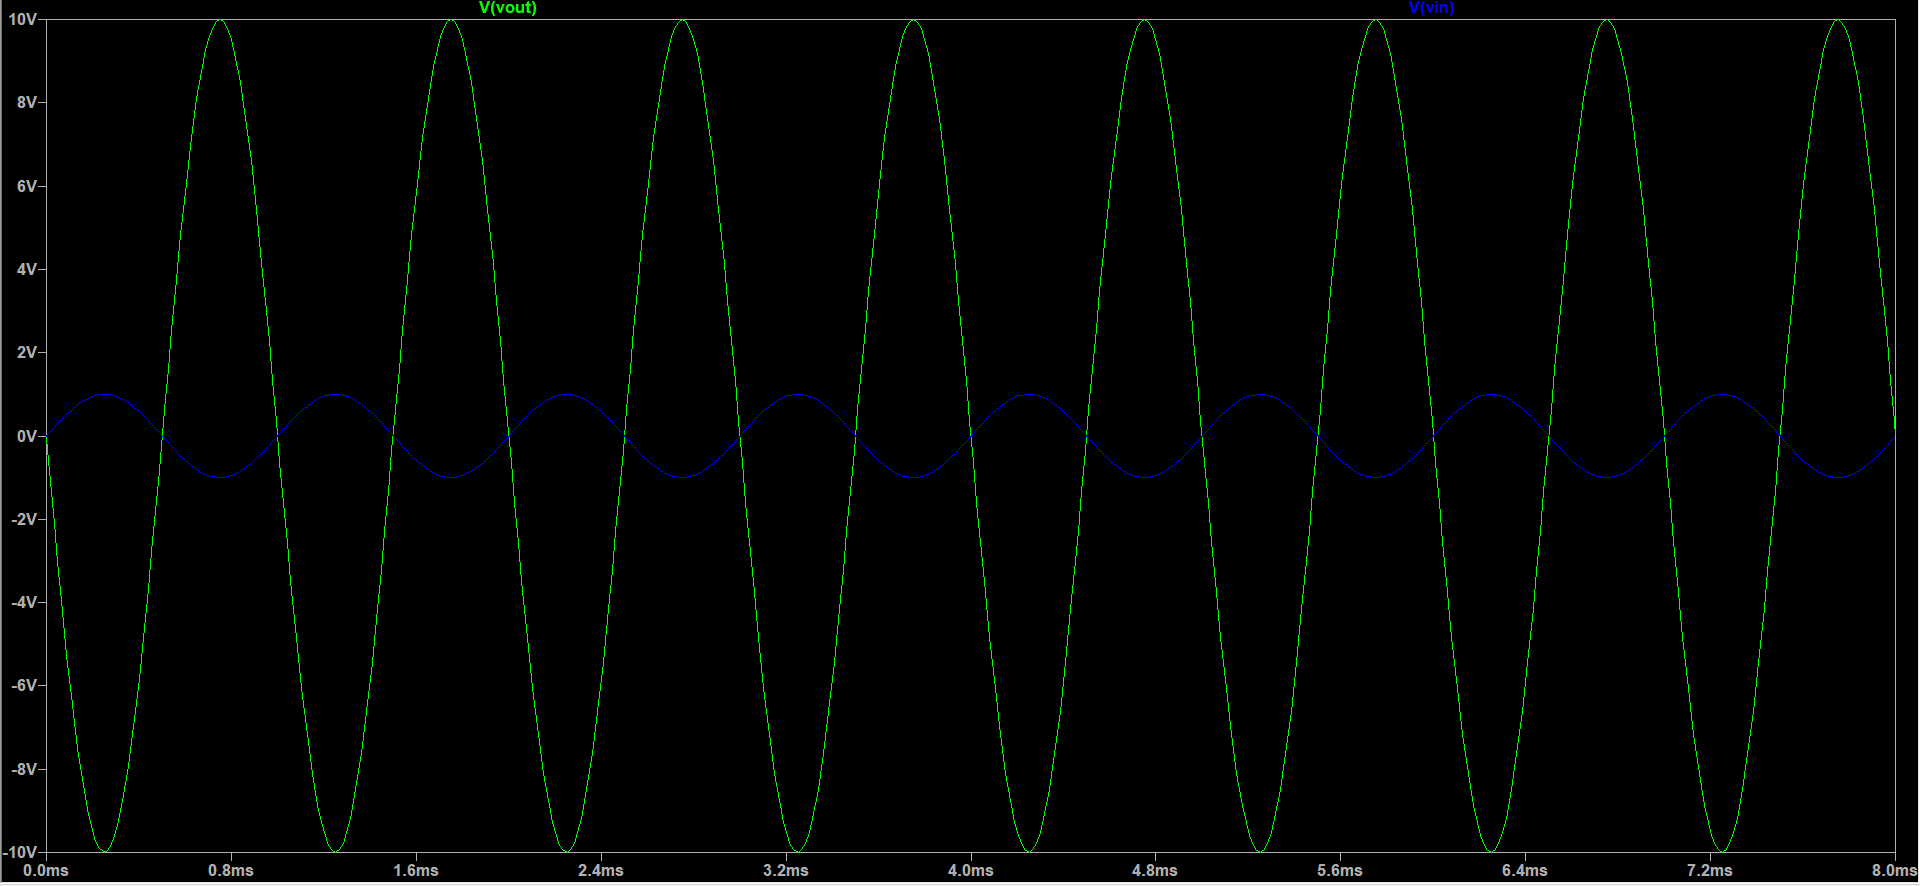 V(vout) V(vin)
10V
8V
6V
4V
2V
0V
-2V
-4V
-6V
-8V
-10V
0.0ms 0.8ms 1.6ms 2.4ms 3.2ms 4.0ms 4.8ms 5.6ms 6.4ms 7.2ms 8.0ms